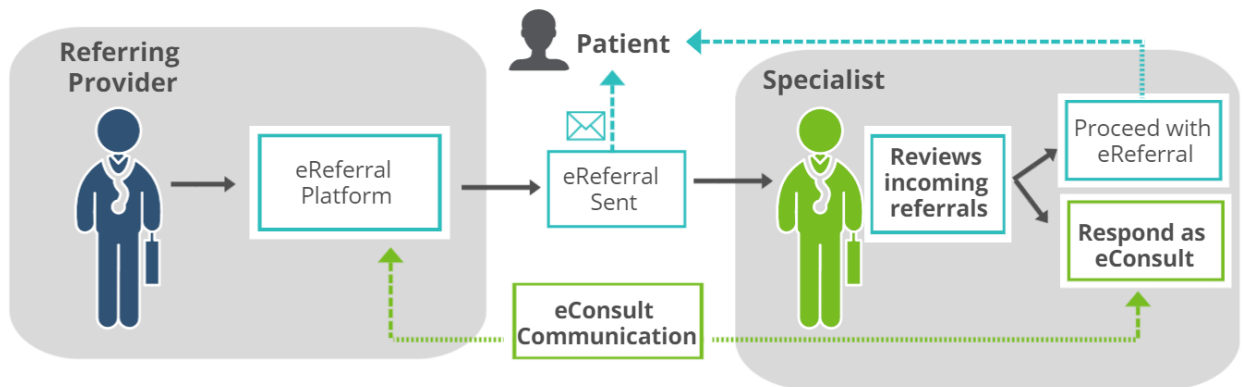 Referring
Provider
eReferral
Platform
eReferral
Sent
Patient
Specialist
Reviews
incoming
referrals
Proceed with
eReferral
Respond as
eConsult
eConsult
Communication